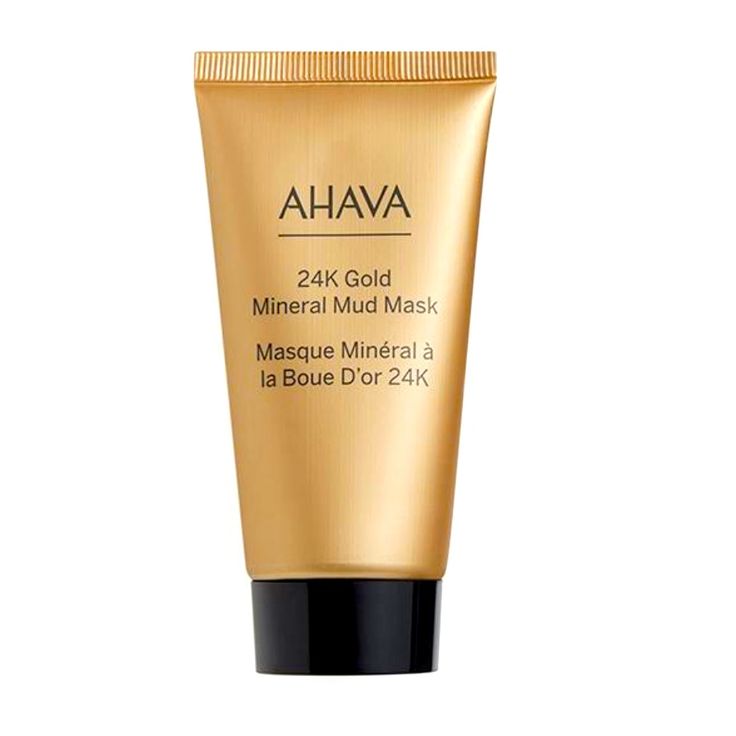 AHAVA
24K Gold
Mineral Mud Mask
Masque Minéral à
la Boue D'or 24K